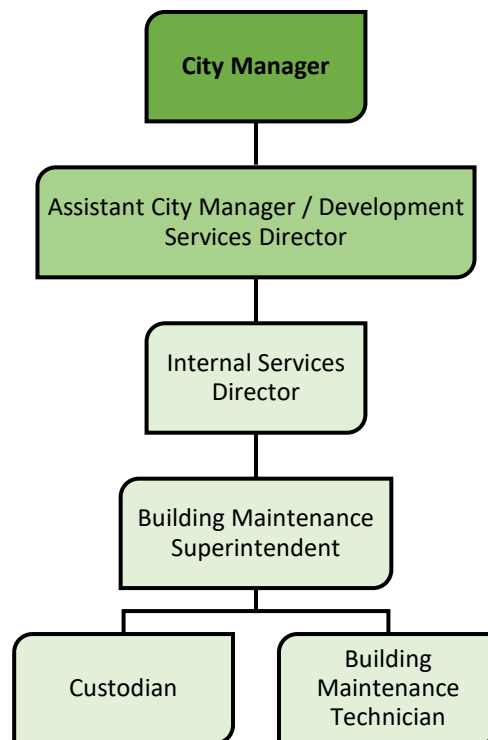 City Manager
Assistant City Manager / Development
Services Director
Internal Services
Director
Building Maintenance
Superintendent
Custodian
Building
Maintenance
Technician